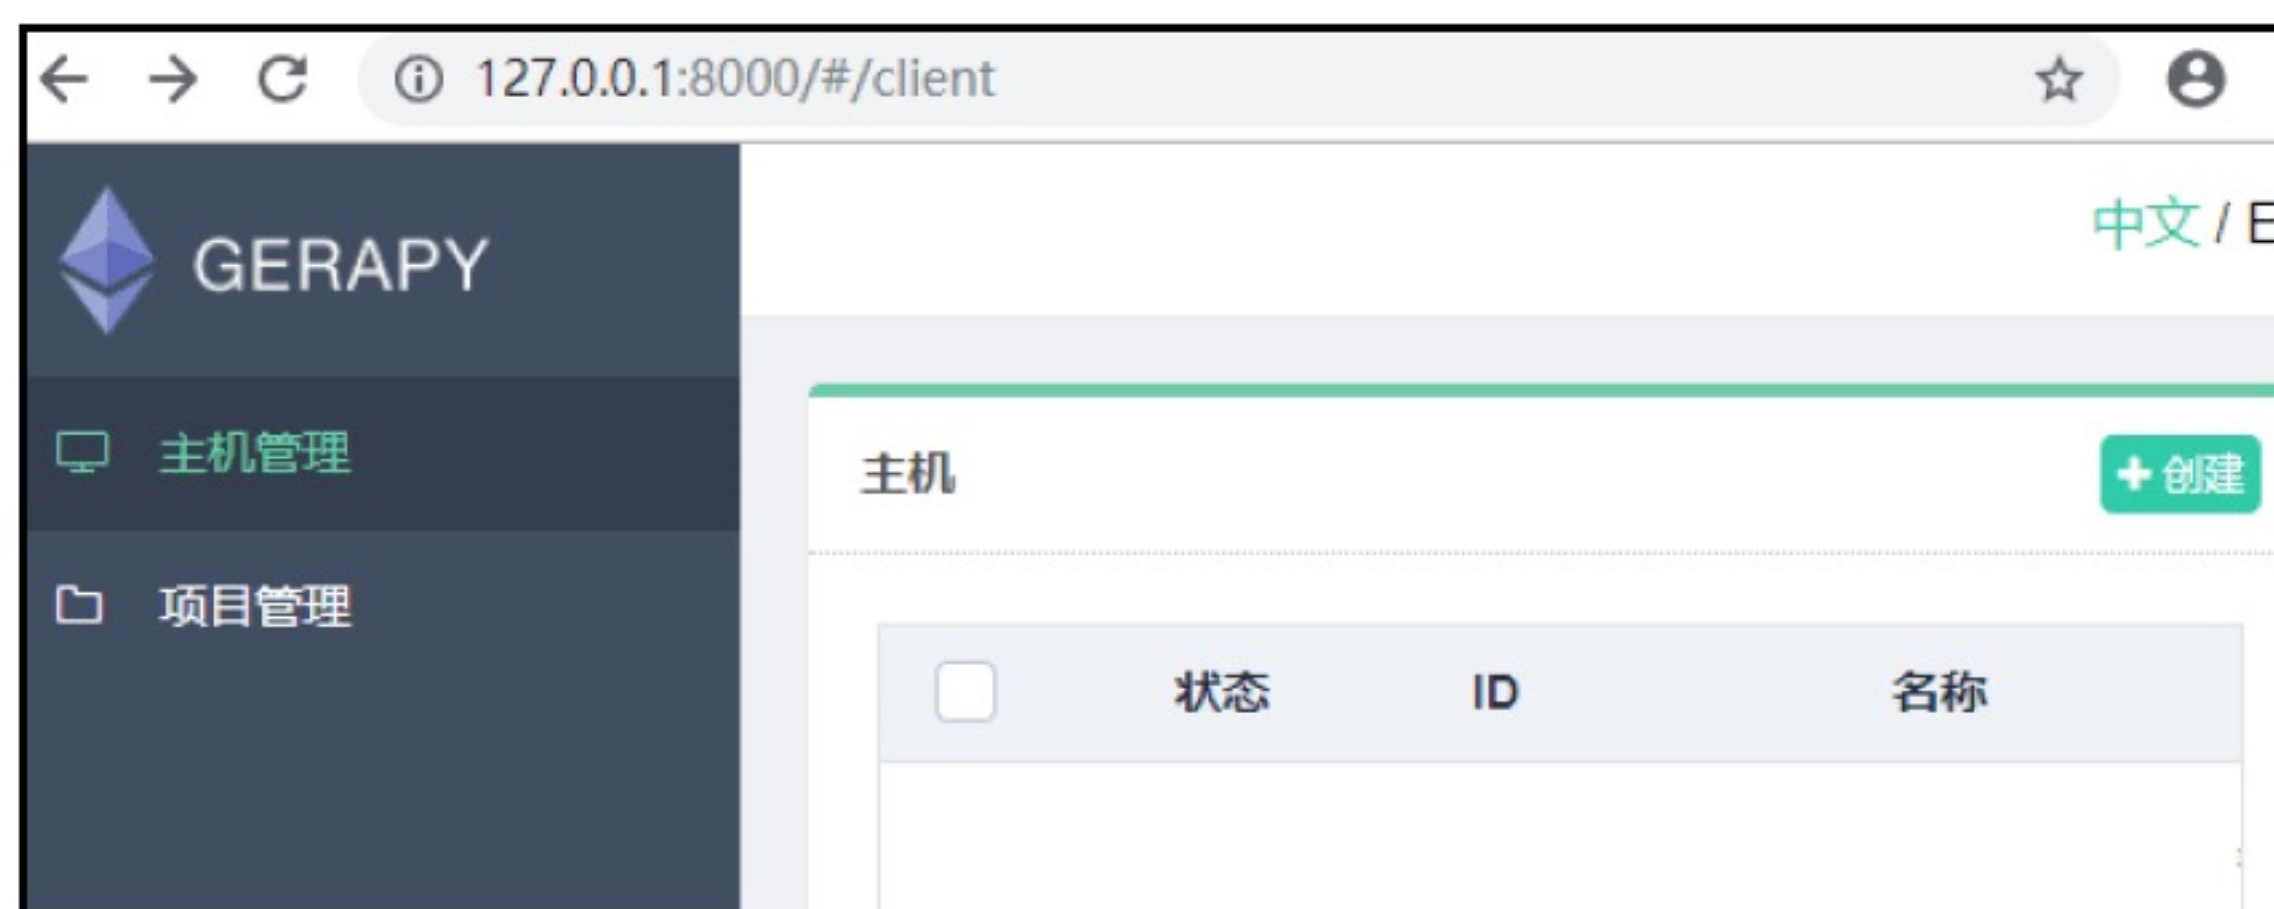 127.0.0.1:8000/#/client
GERAPY
中文 / E
主机管理
主机
创建
项目管理
状态 ID 名称